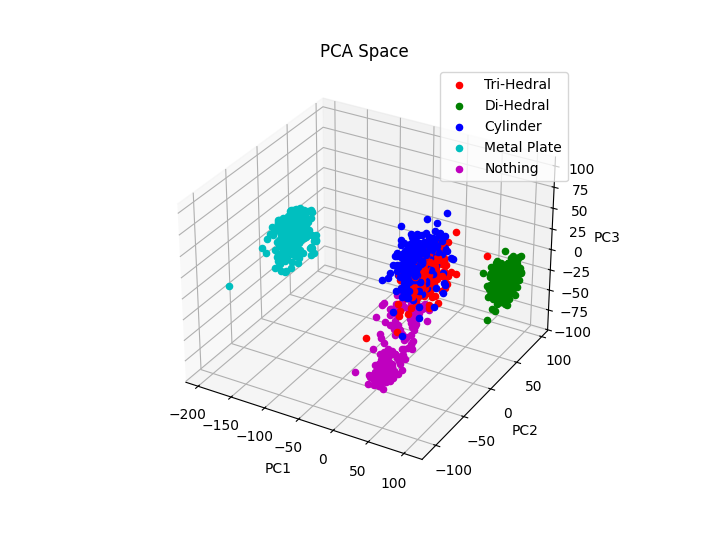 PCA Space
Tri-Hedral
Di-Hedral
Cylinder
Metal Plate
Nothing
100
75
50
25
0
−25
−50
−75
−100
PC3
−200
−150
−100
−50
0
50
100
PC1
−100
−50
0
50
100
PC2